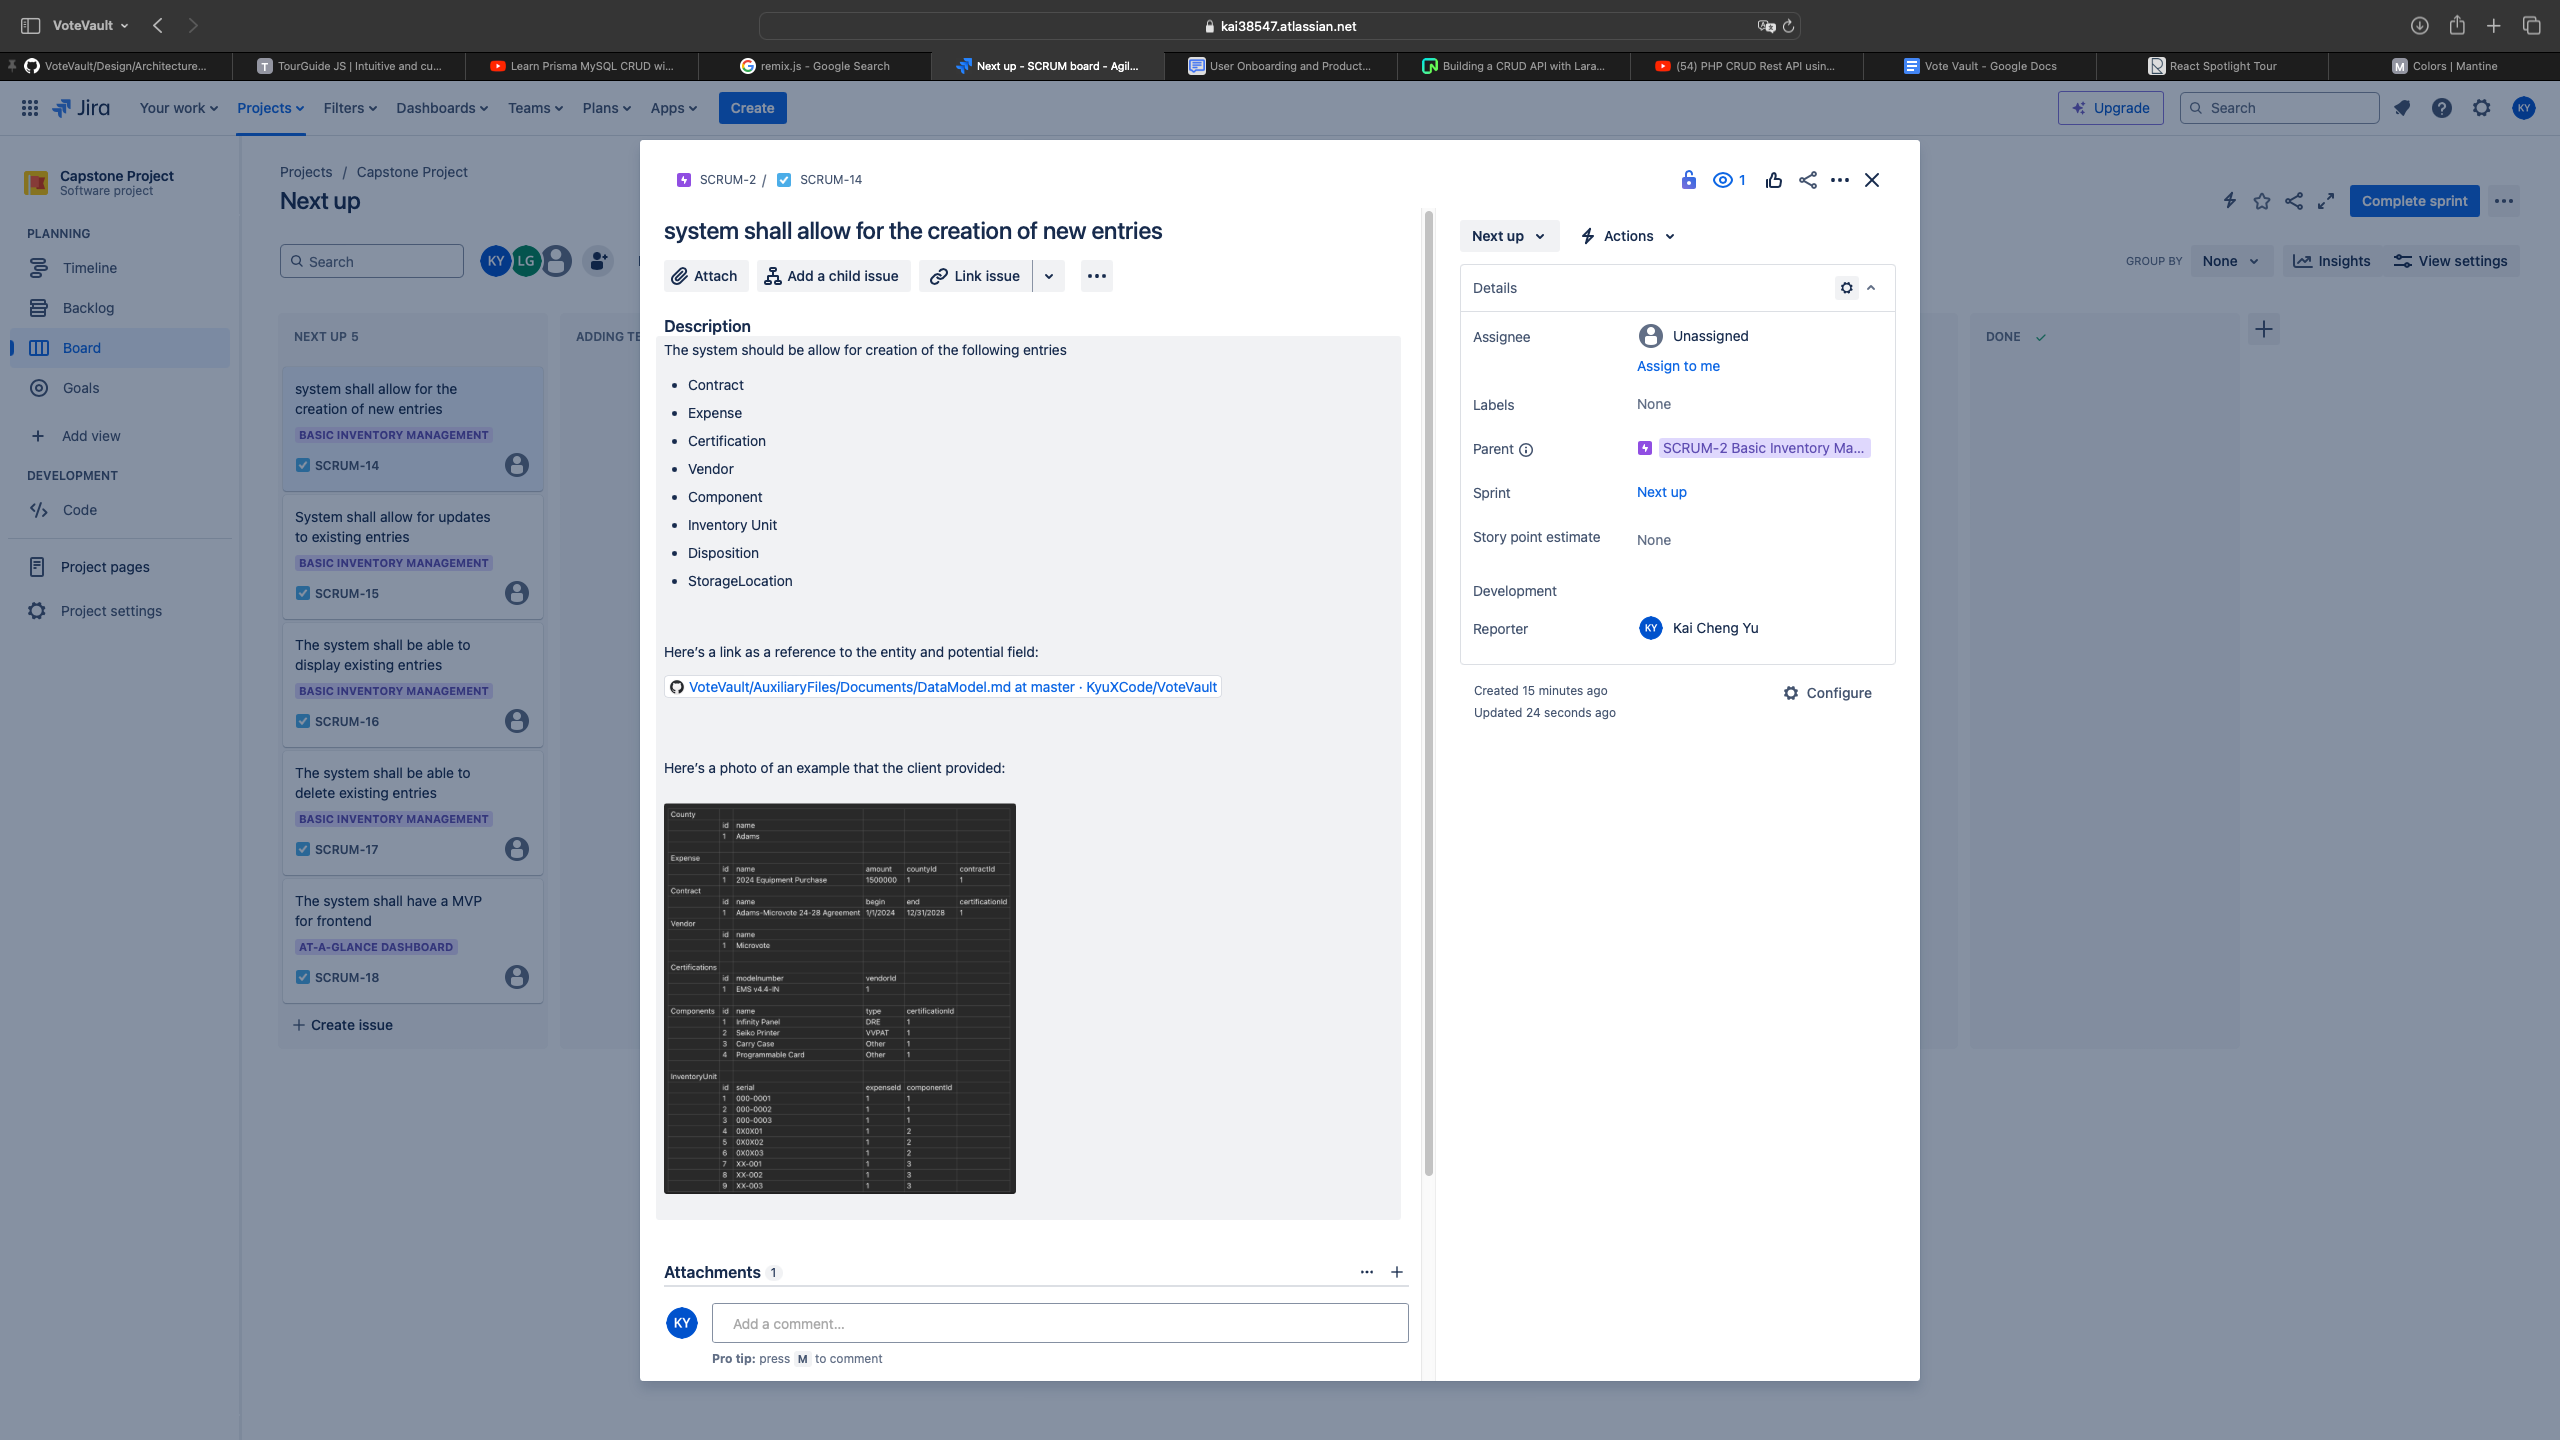 VoteVault
kai38547.atlassian.net
VoteVault/Design/Architecture...
TourGuide JS | Intuitive and cu...
Learn Prisma MySQL CRUD wi...
remix.js - Google Search
Next up - SCRUM board - Agil...
User Onboarding and Product...
Building a CRUD API with Lara...
(54) PHP CRUD Rest API usin...
Vote Vault - Google Docs
React Spotlight Tour
M Colors | Mantine
Jira
Your work
Projects
Filters
Dashboards
Teams
Plans
Apps
Create
Upgrade
Search
KY
Capstone Project
Software project
PLANNING
Timeline
Backlog
Board
Goals
Add view
DEVELOPMENT
Code
Project pages
Project settings
Projects / Capstone Project
Next up
Search
KY LG
Complete sprint
GROUP BY None
Insights
View settings
NEXT UP 5
system shall allow for the
creation of new entries
BASIC INVENTORY MANAGEMENT
SCRUM-14
System shall allow for updates
to existing entries
BASIC INVENTORY MANAGEMENT
SCRUM-15
The system shall be able to
display existing entries
BASIC INVENTORY MANAGEMENT
SCRUM-16
The system shall be able to
delete existing entries
BASIC INVENTORY MANAGEMENT
SCRUM-17
The system shall have a MVP
for frontend
AT-A-GLANCE DASHBOARD
SCRUM-18
Create issue
ADDING TE
DONE
SCRUM-2 / SCRUM-14
1
system shall allow for the creation of new entries
Attach
Add a child issue
Link issue
Description
The system should be allow for creation of the following entries
• Contract
• Expense
• Certification
• Vendor
• Component
• Inventory Unit
• Disposition
• StorageLocation
Here's a link as a reference to the entity and potential field:
VoteVault/AuxiliaryFiles/Documents/DataModel.md at master · KyuXCode/VoteVault
Here's a photo of an example that the client provided:
County
id name
1 Adams
Expense
id name amount countyId contractId
1 2024 Equipment Purchase 1500000 1 1
Contract
id name begin end certificationId
1 Adams-Microvote 24-28 Agreement 1/1/2024 12/31/2028 1
Vendor
id name
1 Microvote
Certifications
id modelnumber vendorId
1 EMS v4.4-IN 1
Components id name type certificationId
1 Infinity Panel DRE 1
2 Seiko Printer VVPAT 1
3 Carry Case Other 1
4 Programmable Card Other 1
InventoryUnit
id serial expenseId componentId
1 000-0001 1 1
2 000-0002 1 1
3 000-0003 1 1
4 0X0X01 1 2
5 0X0X02 1 2
6 0X0X03 1 2
7 XX-001 1 3
8 XX-002 1 3
9 XX-003 1 3
Attachments 1
KY
Add a comment...
Pro tip: press M to comment
Next up
Actions
Details
Assignee
Unassigned
Assign to me
Labels
None
Parent
SCRUM-2 Basic Inventory Ma...
Sprint
Next up
Story point estimate
None
Development
Reporter
KY Kai Cheng Yu
Created 15 minutes ago
Updated 24 seconds ago
Configure